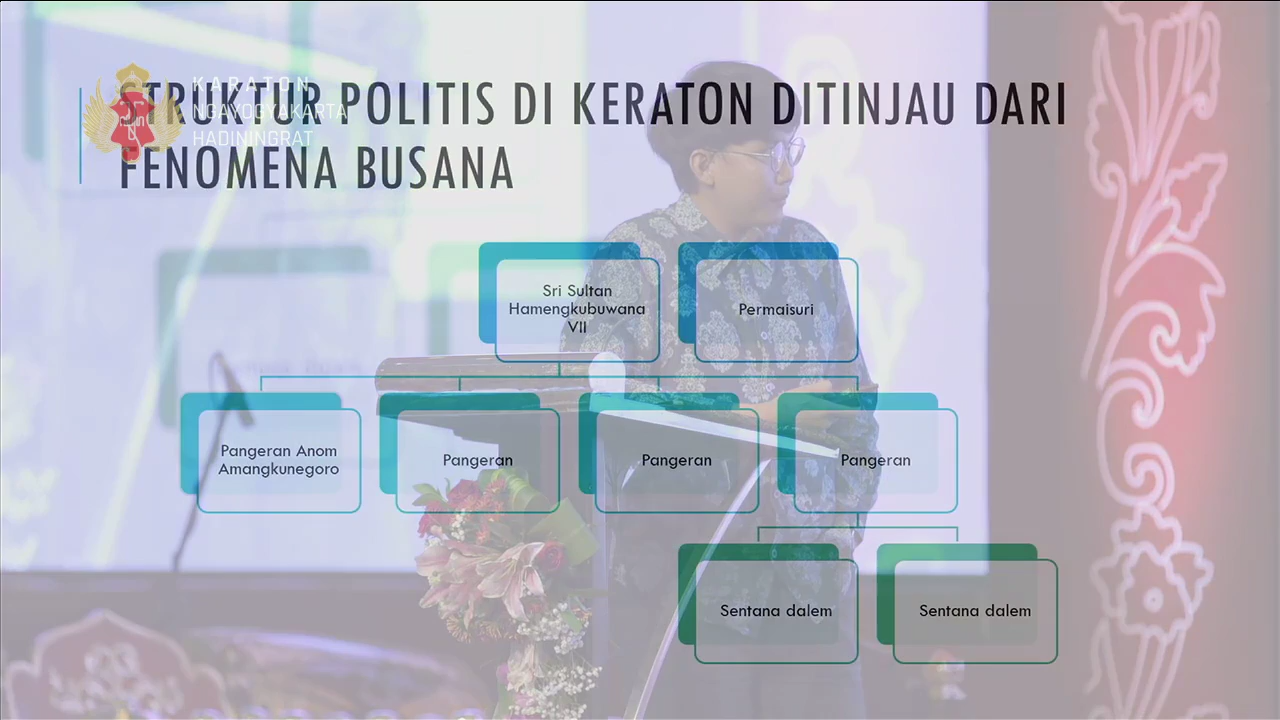 KARATON
NGAYOGYAKARTA
HADININGRAT
STRUKTUR POLITIS DI KERATON DITINJAU DARI
FENOMENA BUSANA
Sri Sultan
Hamengkubuwana
VII
Permaisuri
Pangeran Anom
Amangkunegoro
Pangeran
Pangeran
Pangeran
Sentana dalem
Sentana dalem